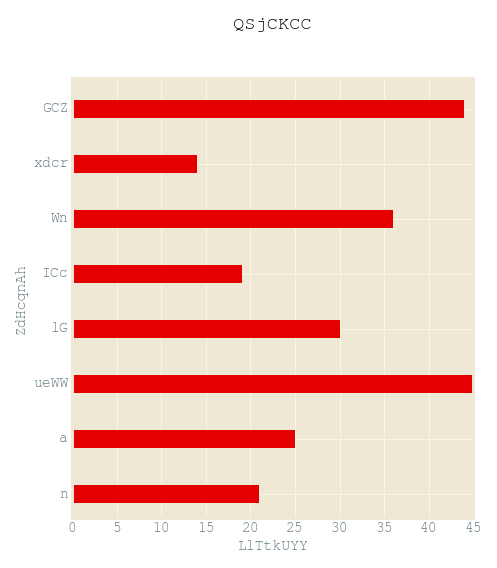 QSjCKCC
GCZ
xdcr
Wn
ICc
lG
ueWW
a
n
ZdHcqnAh
0 5 10 15 20 25 30 35 40 45
LlTtkUYY